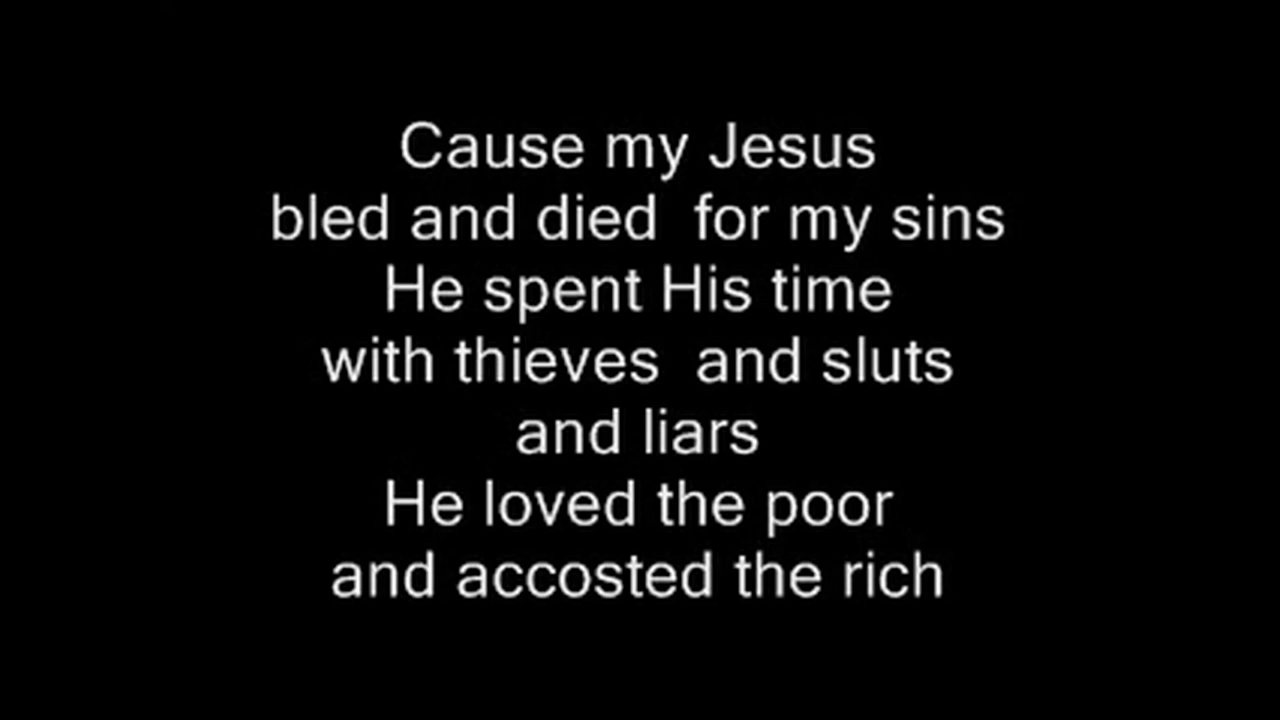 Cause my Jesus
bled and died  for my sins
He spent His time
with thieves  and sluts
and liars
He loved the poor
and accosted the rich